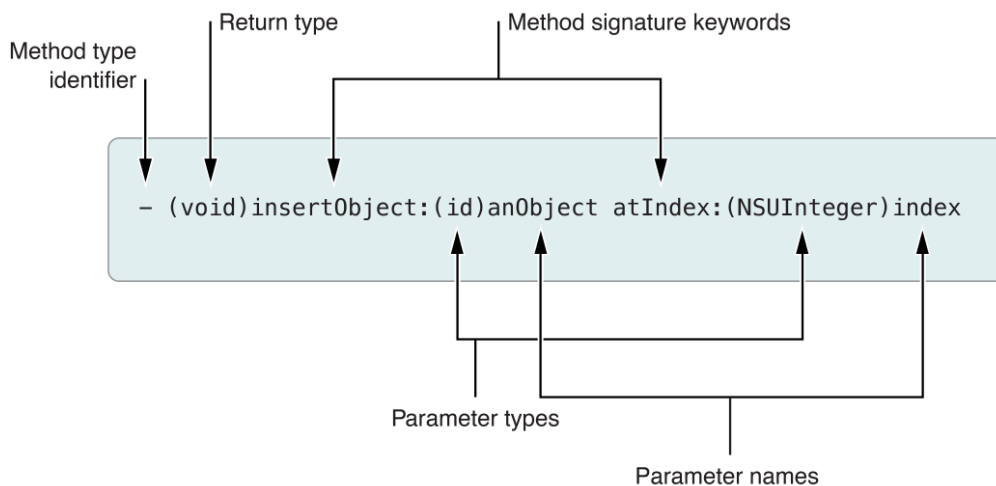 Return type
Method signature keywords
Method type
identifier
- (void)insertObject:(id)anObject atIndex:(NSUInteger)index
Parameter types
Parameter names